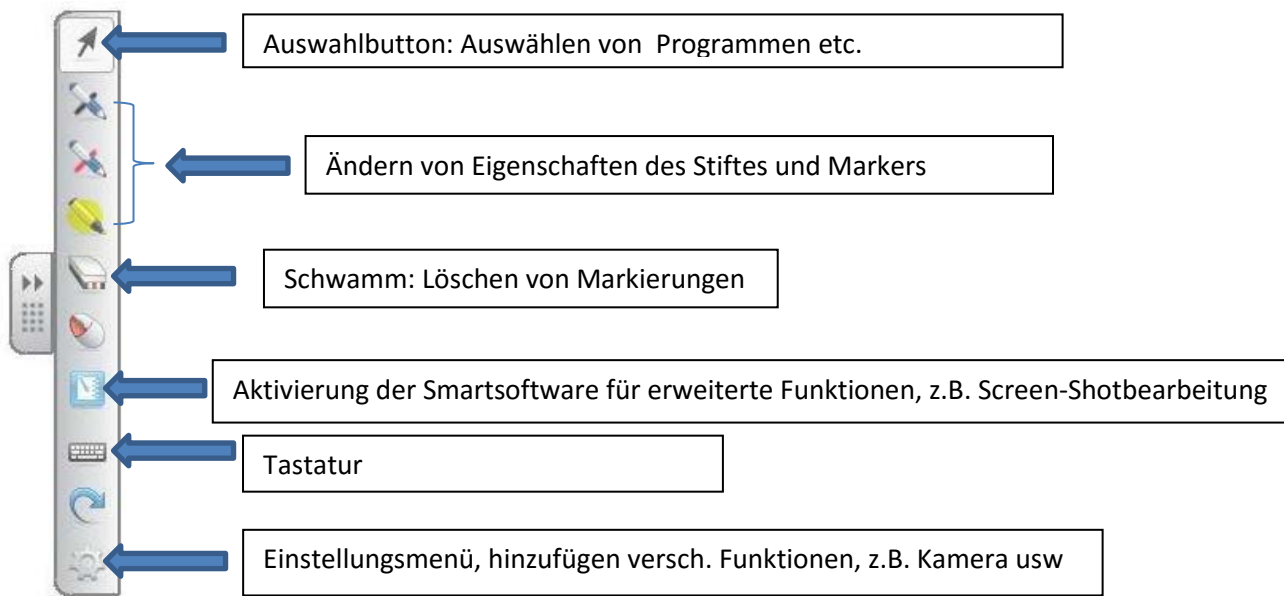 Auswahlbutton: Auswählen von  Programmen etc.
Ändern von Eigenschaften des Stiftes und Markers
Schwamm: Löschen von Markierungen
Aktivierung der Smartsoftware für erweiterte Funktionen, z.B. Screen-Shotbearbeitung
Tastatur
Einstellungsmenü, hinzufügen versch. Funktionen, z.B. Kamera usw